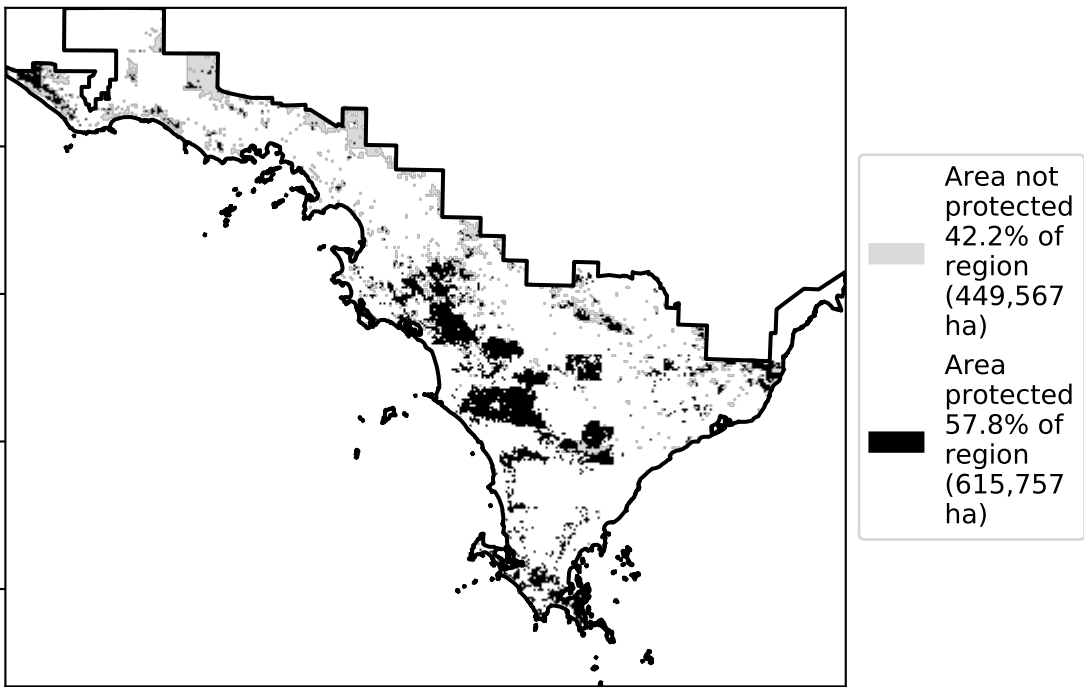 Area not
protected
42.2% of
region
(449,567
ha)
Area
protected
57.8% of
region
(615,757
ha)